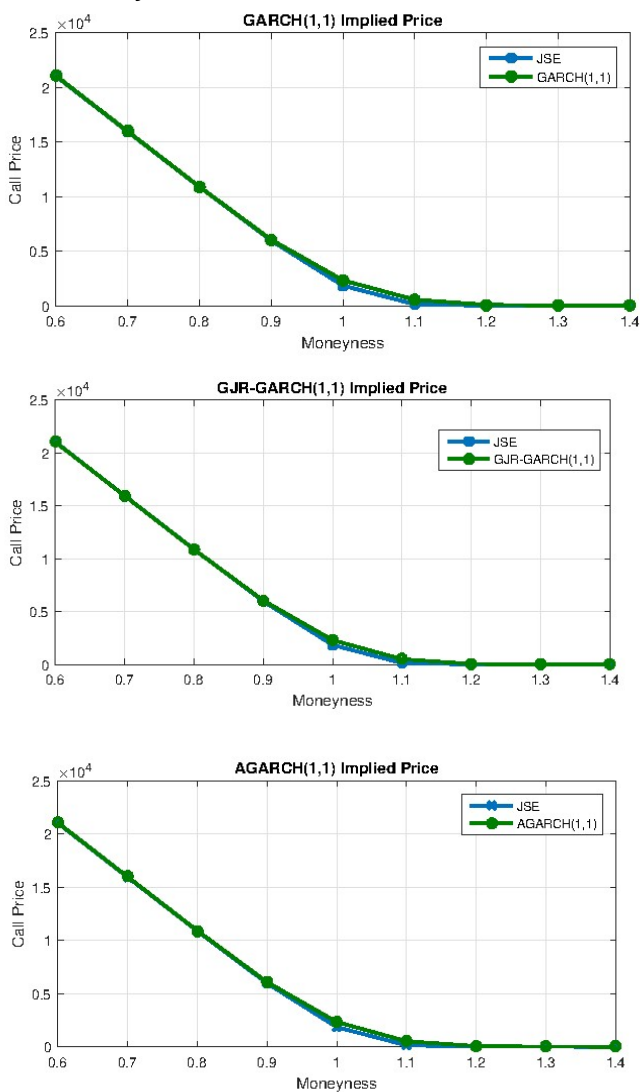 GARCH(1,1) Implied Price
×10⁴
2.5
2
1.5
1
0.5
0
Call Price
JSE
GARCH(1,1)
0.6 0.7 0.8 0.9 1 1.1 1.2 1.3 1.4
Moneyness
GJR-GARCH(1,1) Implied Price
×10⁴
2.5
2
1.5
1
0.5
0
Call Price
JSE
GJR-GARCH(1,1)
0.6 0.7 0.8 0.9 1 1.1 1.2 1.3 1.4
Moneyness
AGARCH(1,1) Implied Price
×10⁴
2.5
2
1.5
1
0.5
0
Call Price
JSE
AGARCH(1,1)
0.6 0.7 0.8 0.9 1 1.1 1.2 1.3 1.4
Moneyness